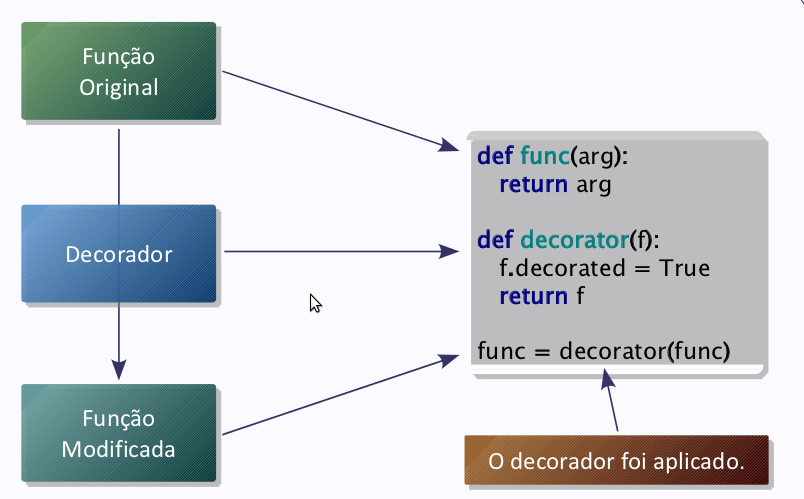 Função
Original
Decorador
Função
Modificada
def func(arg):
return arg
def decorator(f):
f.decorated = True
return f
func = decorator(func)
O decorador foi aplicado.